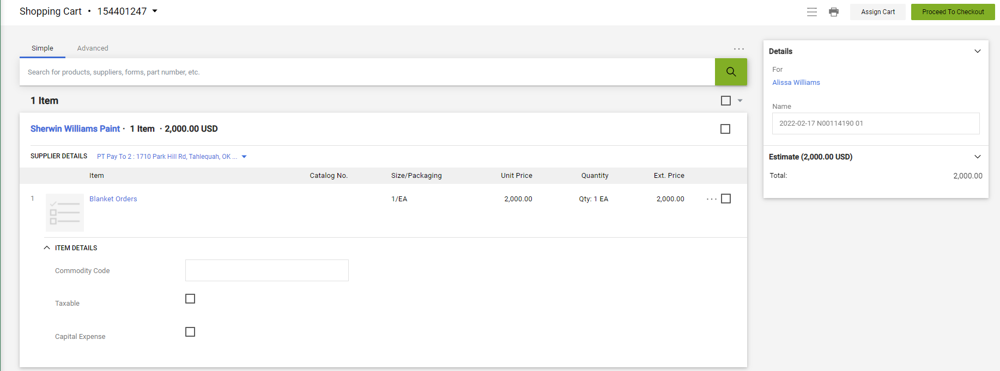 Shopping Cart • 154401247
Assign Cart
Proceed To Checkout
Simple
Advanced
Search for products, suppliers, forms, part number, etc.
1 Item
Sherwin Williams Paint · 1 Item · 2,000.00 USD
SUPPLIER DETAILS PT Pay To 2 : 1710 Park Hill Rd, Tahlequah, OK ...
Item Catalog No. Size/Packaging Unit Price Quantity Ext. Price
1 Blanket Orders 1/EA 2,000.00 Qty: 1 EA 2,000.00 ...
ITEM DETAILS
Commodity Code
Taxable
Capital Expense
Details
For
Alissa Williams
Name
2022-02-17 N00114190 01
Estimate (2,000.00 USD)
Total: 2,000.00